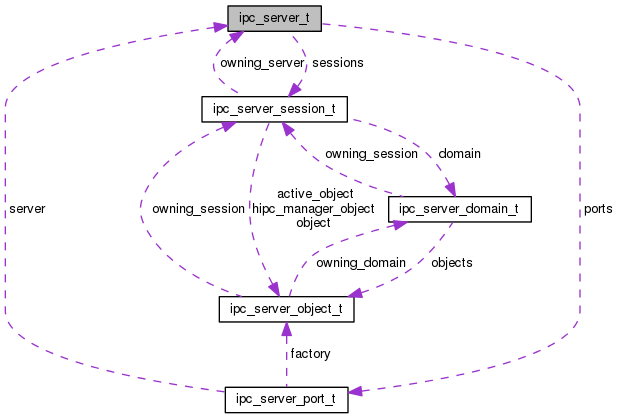 ipc_server_t
owning_server
sessions
ipc_server_session_t
owning_session
domain
active_object
hipc_manager_object
object
owning_session
ipc_server_domain_t
server
ports
owning_domain
objects
ipc_server_object_t
factory
ipc_server_port_t